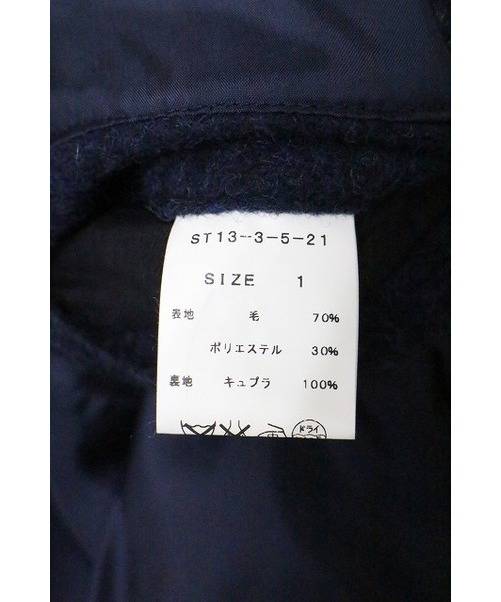 ST13-3-5-21
SIZE 1
表地 毛 70%
ポリエステル 30%
裏地 キュプラ 100%
ドライ